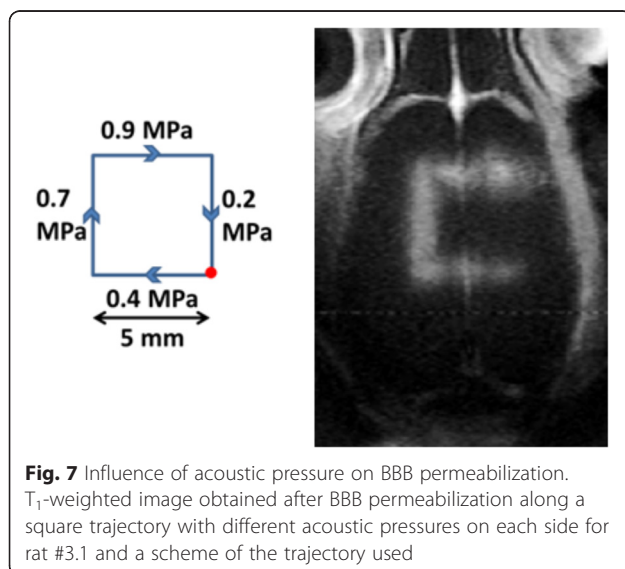 0.9 MPa
0.7
MPa
0.2
MPa
0.4 MPa
5 mm
Fig. 7 Influence of acoustic pressure on BBB permeabilization.
T₁-weighted image obtained after BBB permeabilization along a
square trajectory with different acoustic pressures on each side for
rat #3.1 and a scheme of the trajectory used